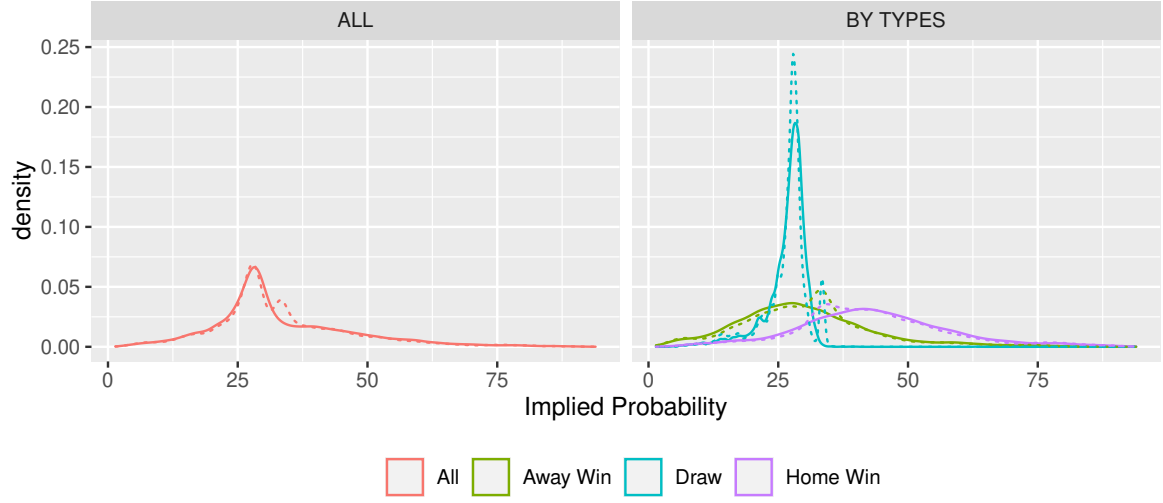 ALL
BY TYPES
0.25
0.20
0.15
0.10
0.05
0.00
density
0 25 50 75
0 25 50 75
Implied Probability
All Away Win Draw Home Win